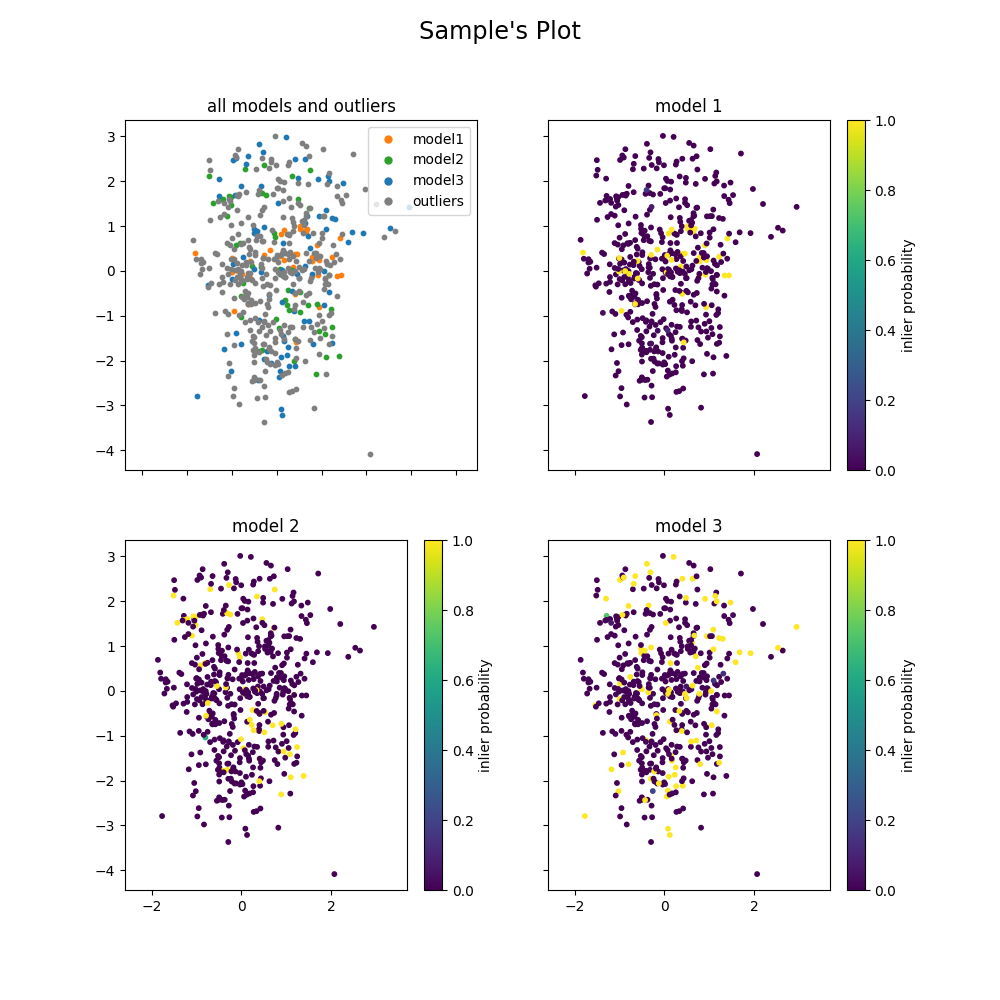 Sample's Plot
all models and outliers
3
2
1
0
−1
−2
−3
−4
model1
model2
model3
outliers
model 1
1.0
0.8
0.6
0.4
0.2
0.0
inlier probability
model 2
3
2
1
0
−1
−2
−3
−4
−2 0 2
1.0
0.8
0.6
0.4
0.2
0.0
inlier probability
model 3
−2 0 2
1.0
0.8
0.6
0.4
0.2
0.0
inlier probability